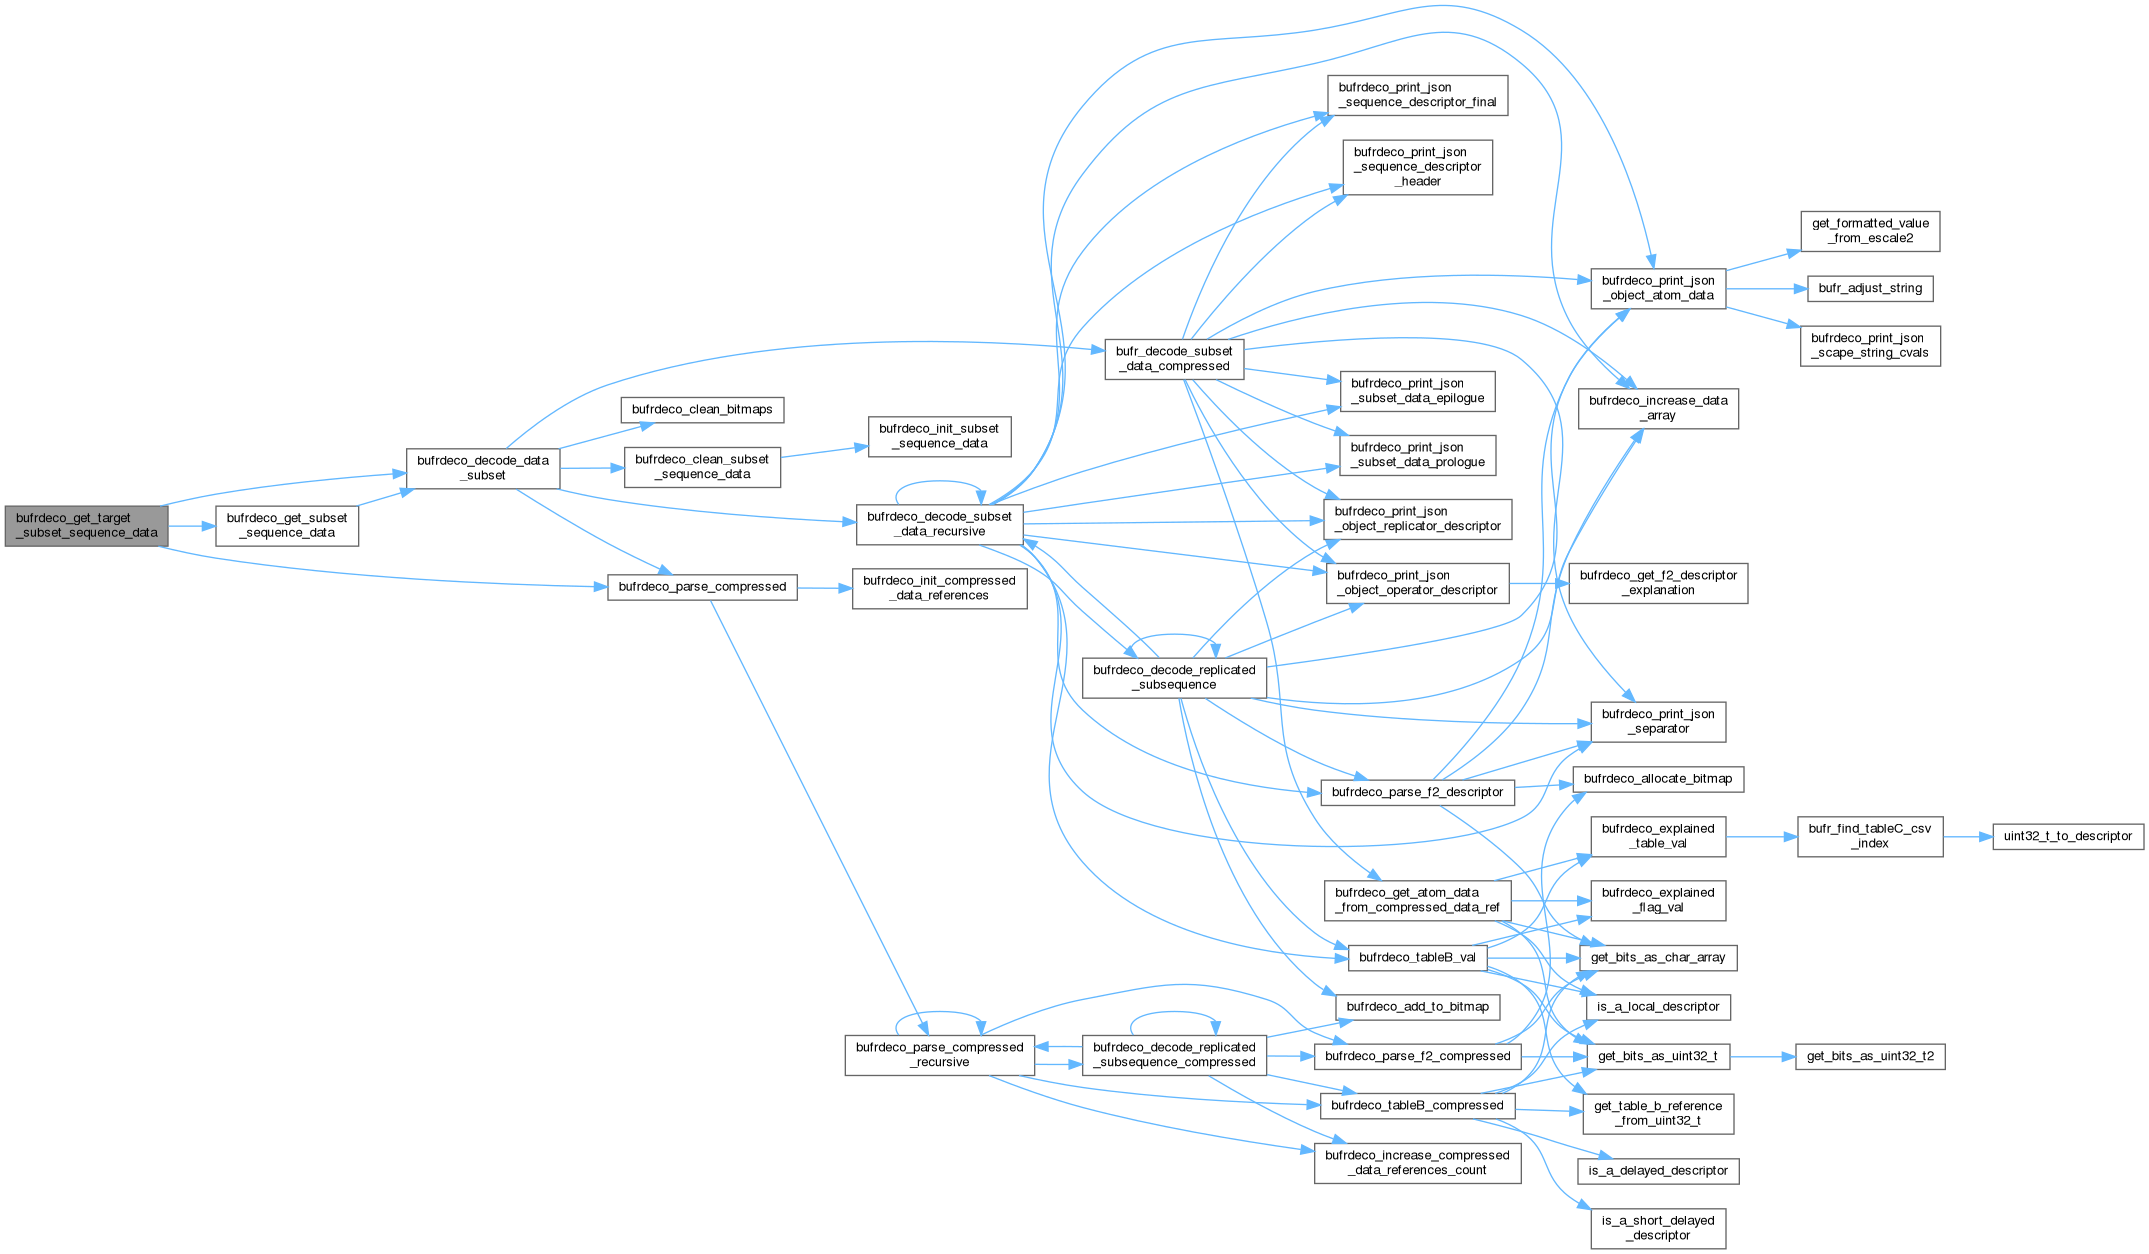 bufrdeco_get_target
_subset_sequence_data
bufrdeco_get_subset
_sequence_data
bufrdeco_decode_data
_subset
bufrdeco_clean_bitmaps
bufrdeco_clean_subset
_sequence_data
bufrdeco_parse_compressed
bufrdeco_init_subset
_sequence_data
bufrdeco_decode_subset
_data_recursive
bufrdeco_init_compressed
_data_references
bufrdeco_parse_compressed
_recursive
bufr_decode_subset
_data_compressed
bufrdeco_decode_replicated
_subsequence
bufrdeco_decode_replicated
_subsequence_compressed
bufrdeco_print_json
_sequence_descriptor_final
bufrdeco_print_json
_sequence_descriptor
_header
bufrdeco_print_json
_subset_data_epilogue
bufrdeco_print_json
_subset_data_prologue
bufrdeco_print_json
_object_replicator_descriptor
bufrdeco_print_json
_object_operator_descriptor
bufrdeco_parse_f2_descriptor
bufrdeco_get_atom_data
_from_compressed_data_ref
bufrdeco_tableB_val
bufrdeco_add_to_bitmap
bufrdeco_parse_f2_compressed
bufrdeco_tableB_compressed
bufrdeco_increase_compressed
_data_references_count
bufrdeco_print_json
_object_atom_data
bufrdeco_increase_data
_array
bufrdeco_get_f2_descriptor
_explanation
bufrdeco_print_json
_separator
bufrdeco_allocate_bitmap
bufrdeco_explained
_table_val
bufrdeco_explained
_flag_val
get_bits_as_char_array
is_a_local_descriptor
get_bits_as_uint32_t
get_table_b_reference
_from_uint32_t
is_a_delayed_descriptor
is_a_short_delayed
_descriptor
get_formatted_value
_from_escale2
bufr_adjust_string
bufrdeco_print_json
_scape_string_cvals
bufr_find_tableC_csv
_index
get_bits_as_uint32_t2
uint32_t_to_descriptor